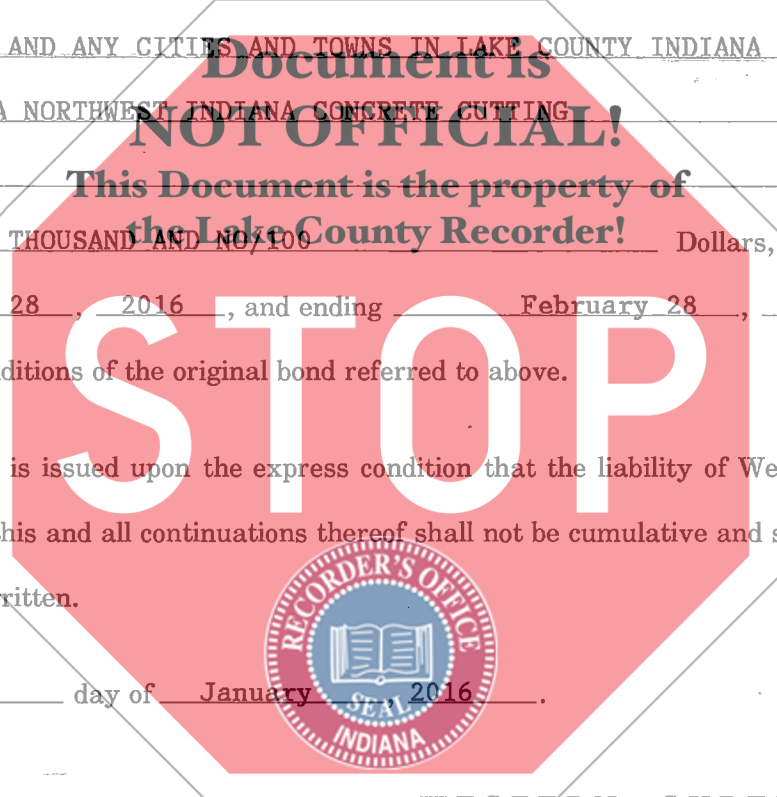 AND ANY CITIES AND TOWNS IN LAKE COUNTY INDIANA
Document is
A NORTHWEST INDIANA CONCRETE CUTTING
NOT OFFICIAL!
This Document is the property of
the Lake County Recorder!
THOUSAND AND NO/100 Dollars,
28, 2016, and ending February 28,
ditions of the original bond referred to above.
STOP
is issued upon the express condition that the liability of We
his and all continuations thereof shall not be cumulative and s
ritten.
RECORDER'S OFFICE
SEAL
INDIANA
day of January, 2016.